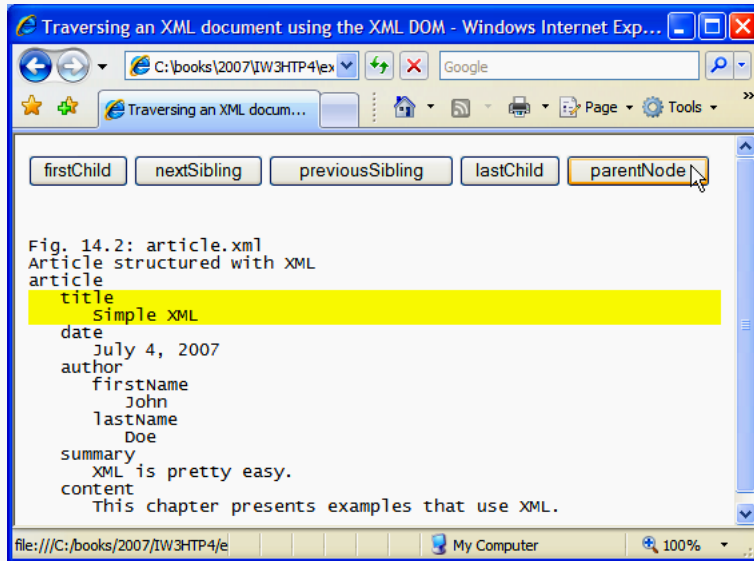 Traversing an XML document using the XML DOM - Windows Internet Exp...
C:\books\2007\IW3HTP4\ex
Google
Traversing an XML docum...
Page
Tools
»
firstChild
nextSibling
previousSibling
lastChild
parentNode
Fig. 14.2: article.xml
Article structured with XML
article
title
Simple XML
date
July 4, 2007
author
firstName
John
lastName
Doe
summary
XML is pretty easy.
content
This chapter presents examples that use XML.
file:///C:/books/2007/IW3HTP4/e
My Computer
100%